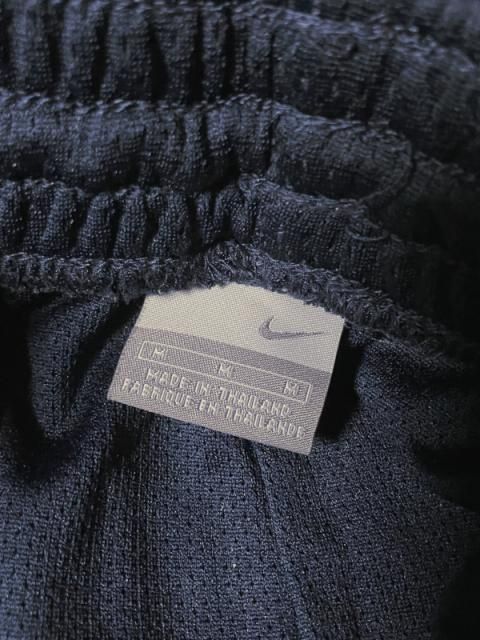 M M M
MADE IN THAILAND
FABRIQUE EN THAILANDE